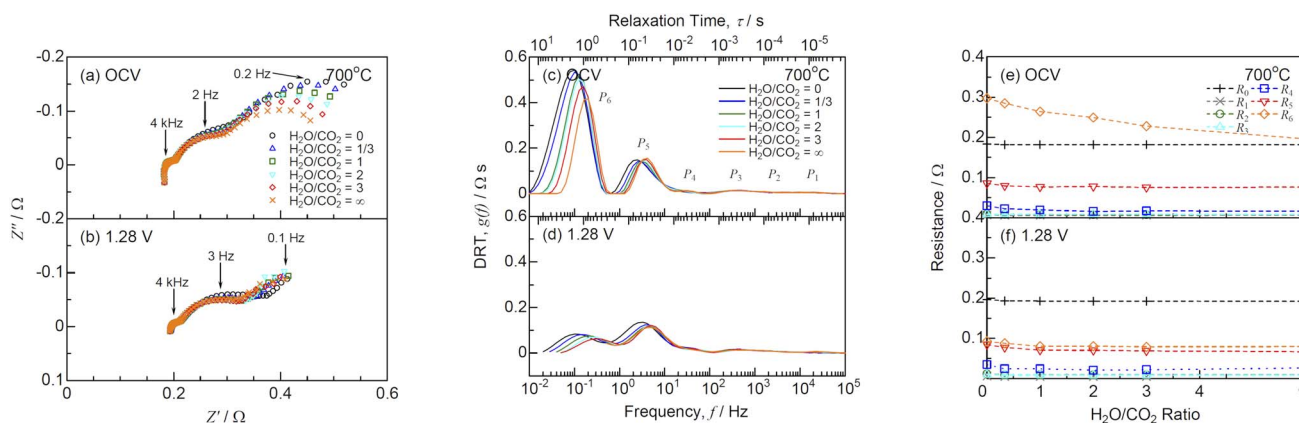 (a) OCV
700°C
0.2 Hz
2 Hz
4 kHz
H₂O/CO₂ = 0
H₂O/CO₂ = 1/3
H₂O/CO₂ = 1
H₂O/CO₂ = 2
H₂O/CO₂ = 3
H₂O/CO₂ = ∞
-0.2
-0.1
0
0.1
-0.2
-0.1
0
0.1
(b) 1.28 V
0.1 Hz
3 Hz
4 kHz
Z″ / Ω
0
0.2
0.4
0.6
Z′ / Ω
Relaxation Time, τ / s
10¹ 10⁰ 10⁻¹ 10⁻² 10⁻³ 10⁻⁴ 10⁻⁵
(c) OCV
700°C
H₂O/CO₂ = 0
H₂O/CO₂ = 1/3
H₂O/CO₂ = 1
H₂O/CO₂ = 2
H₂O/CO₂ = 3
H₂O/CO₂ = ∞
P₆
P₅
P₄
P₃
P₂
P₁
0.6
0.4
0.2
0
0.6
0.4
0.2
0
(d) 1.28 V
DRT, g(f) / Ω s
10⁻² 10⁻¹ 10⁰ 10¹ 10² 10³ 10⁴ 10⁵
Frequency, f / Hz
(e) OCV
700°C
R₀
R₁
R₂
R₃
R₄
R₅
R₆
0.4
0.3
0.2
0.1
0.4
0.3
0.2
0.1
0
(f) 1.28 V
Resistance / Ω
0 1 2 3 4 ∞
H₂O/CO₂ Ratio